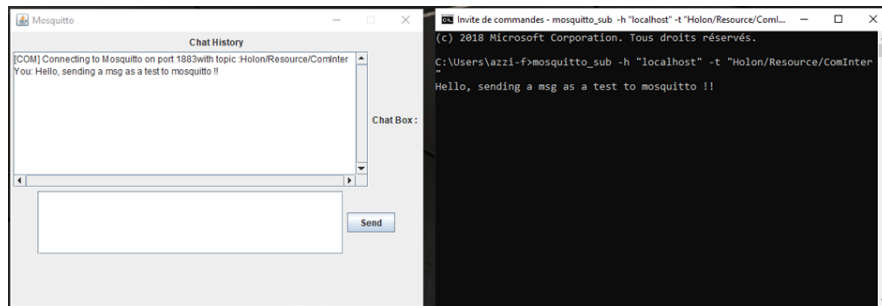 Mosquitto
Chat History
[COM] Connecting to Mosquitto on port 1883with topic :Holon/Resource/ComInter
You: Hello, sending a msg as a test to mosquitto !!
Chat Box :
Send
Invite de commandes - mosquitto_sub -h "localhost" -t "Holon/Resource/ComI...
(c) 2018 Microsoft Corporation. Tous droits réservés.
C:\Users\azzi-f>mosquitto_sub -h "localhost" -t "Holon/Resource/ComInter
"
Hello, sending a msg as a test to mosquitto !!